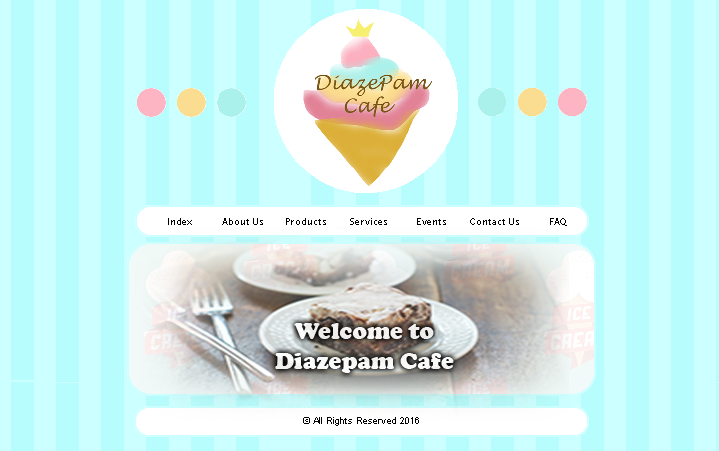 DiazePam
Cafe
Index About Us Products Services Events Contact Us FAQ
ICE
CREA
Welcome to
Diazepam Cafe
© All Rights Reserved 2016